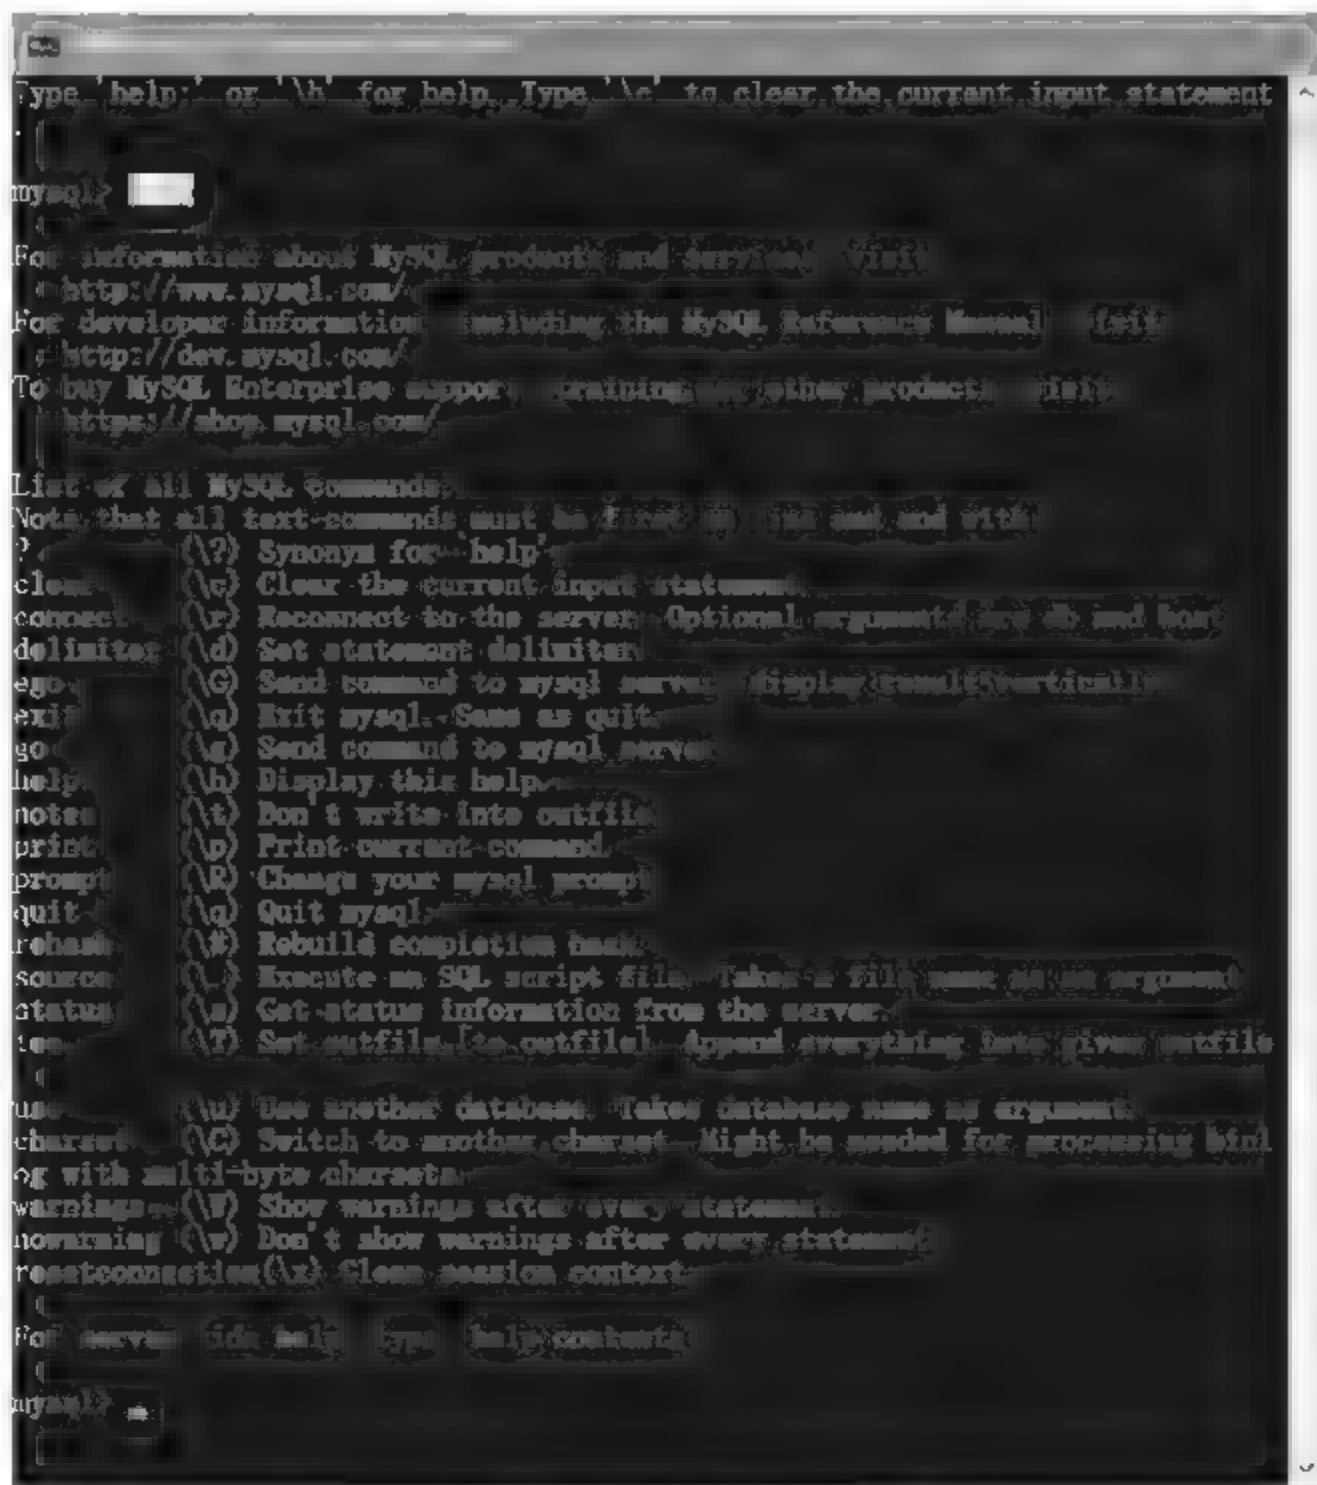 Type 'help;' or '\h' for help. Type '\c' to clear the current input statement
.
mysql>
For information about MySQL products and services, visit
http://www.mysql.com/
For developer information, including the MySQL Reference Manual, visit
http://dev.mysql.com/
To buy MySQL Enterprise support, training, or other products, visit:
https://shop.mysql.com/
List of all MySQL commands:
Note that all text commands must be first on line and end with
? (\?) Synonym for `help'.
clear (\c) Clear the current input statement.
connect (\r) Reconnect to the server. Optional arguments are db and host
delimiter (\d) Set statement delimiter.
ego (\G) Send command to mysql server, display result vertically.
exit (\q) Exit mysql. Same as quit.
go (\g) Send command to mysql server.
help (\h) Display this help.
notee (\t) Don't write into outfile.
print (\p) Print current command.
prompt (\R) Change your mysql prompt.
quit (\q) Quit mysql.
rehash (\#) Rebuild completion hash.
source (\.) Execute an SQL script file. Takes a file name as an argument.
status (\s) Get status information from the server.
tee (\T) Set outfile [to_outfile]. Append everything into given outfile
use (\u) Use another database. Takes database name as argument.
charset (\C) Switch to another charset. Might be needed for processing binl
og with multi-byte charsets.
warnings (\W) Show warnings after every statement.
nowarning (\w) Don't show warnings after every statement.
resetconnection(\x) Clean session context.
For server side help, type 'help contents'
mysql>